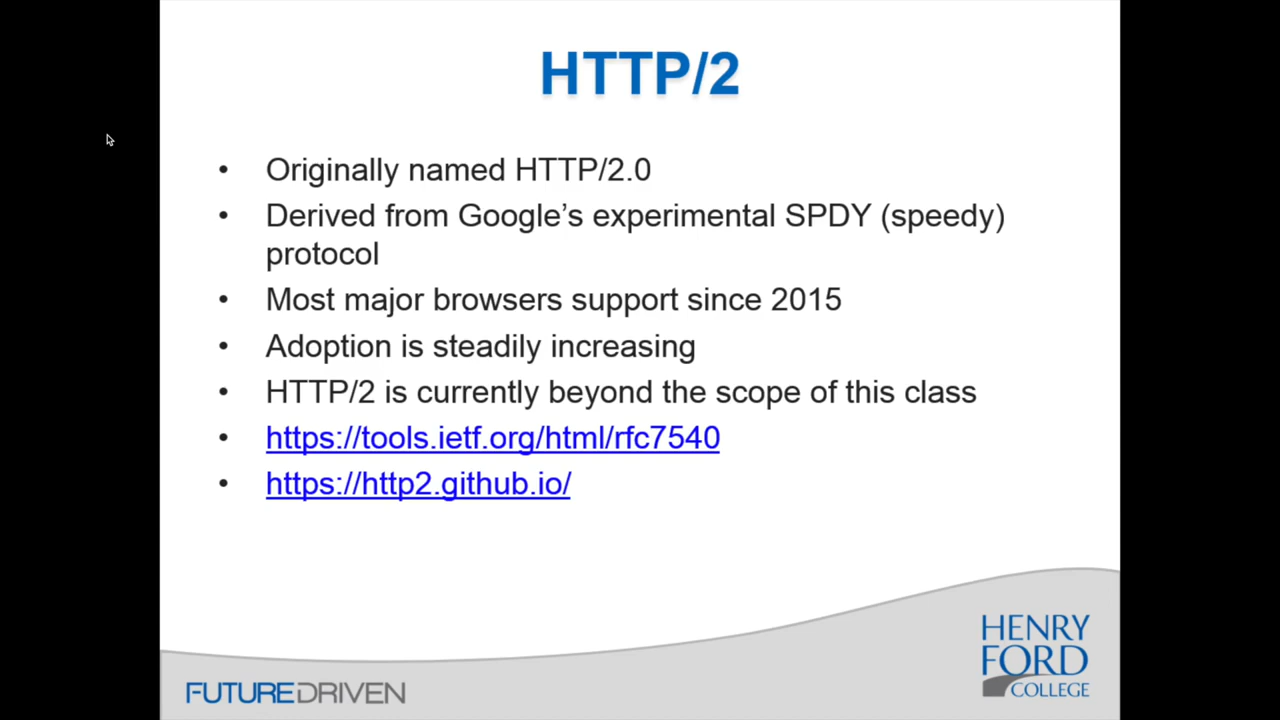 HTTP/2
• Originally named HTTP/2.0
• Derived from Google’s experimental SPDY (speedy)
protocol
• Most major browsers support since 2015
• Adoption is steadily increasing
• HTTP/2 is currently beyond the scope of this class
• https://tools.ietf.org/html/rfc7540
• https://http2.github.io/
FUTUREDRIVEN
HENRY
FORD
COLLEGE